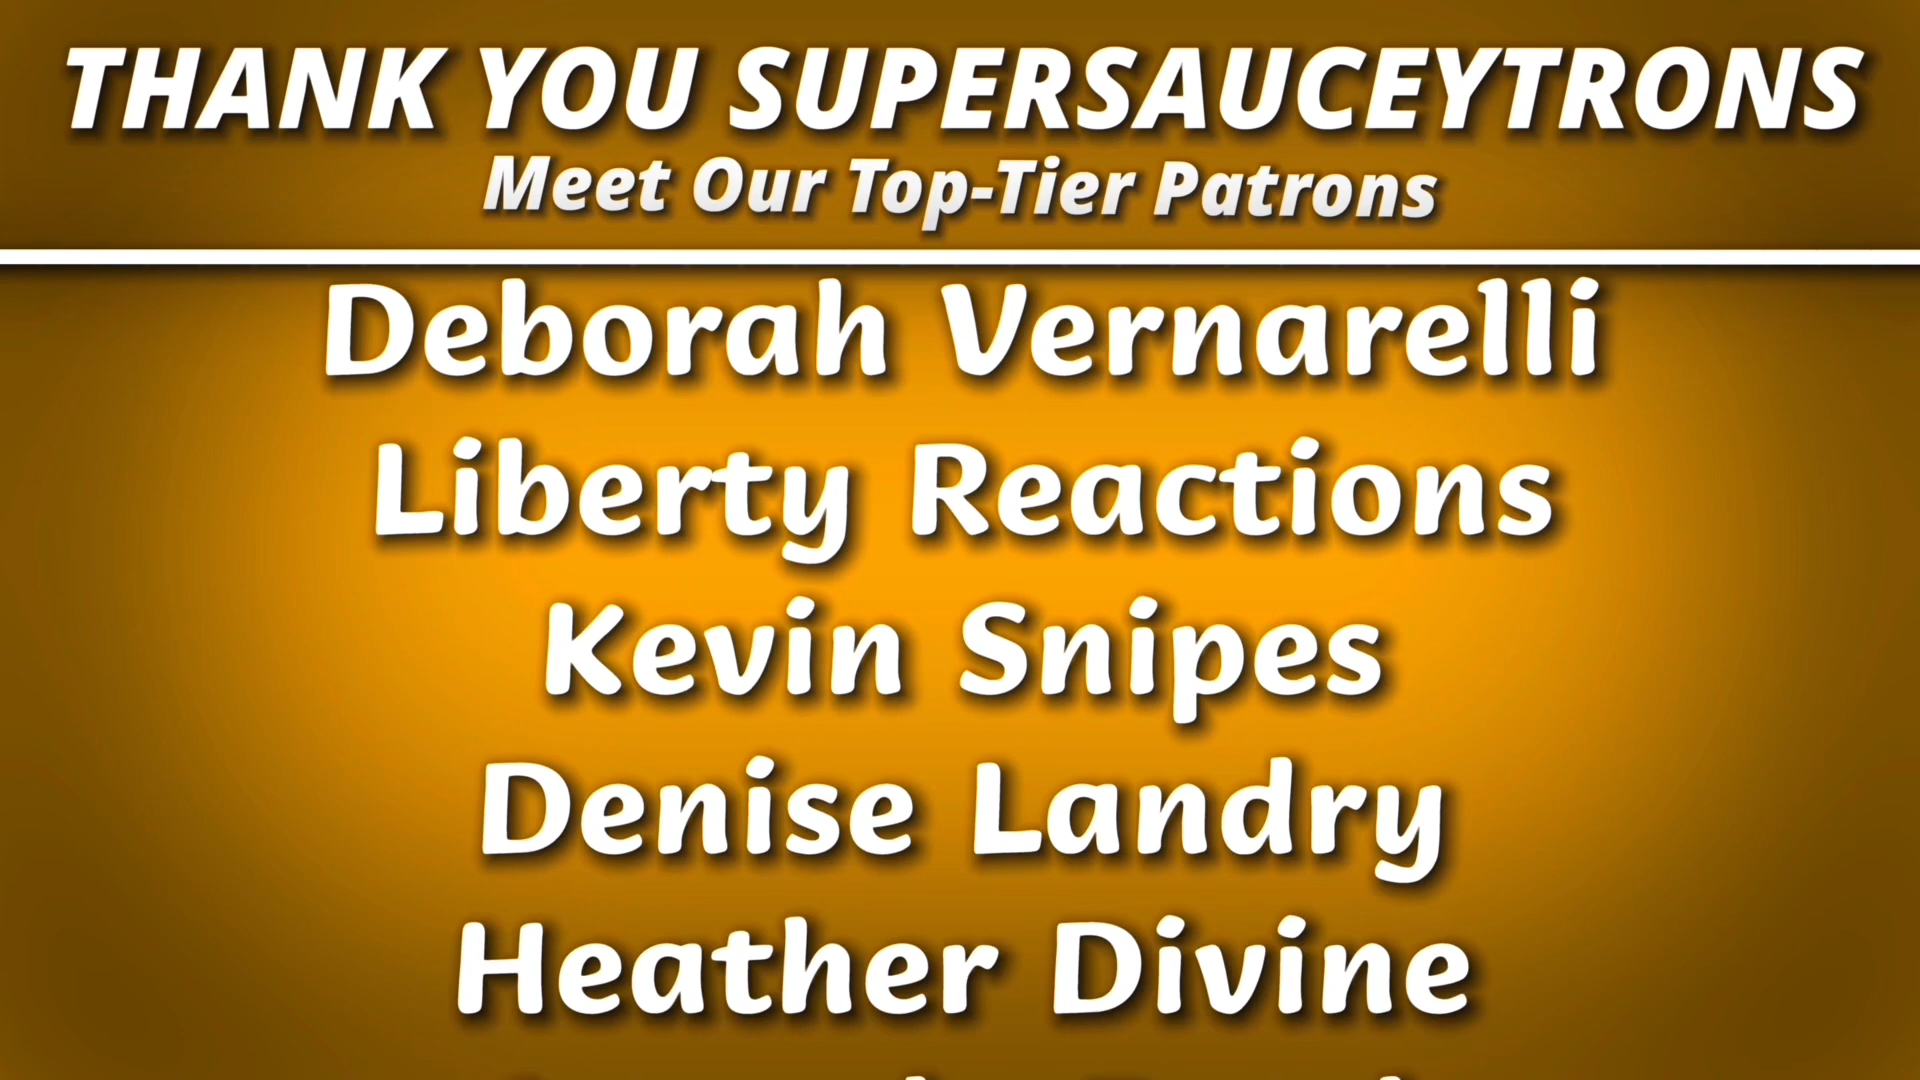 THANK YOU SUPERSAUCEYTRONS
Meet Our Top-Tier Patrons
Deborah Vernarelli
Liberty Reactions
Kevin Snipes
Denise Landry
Heather Divine